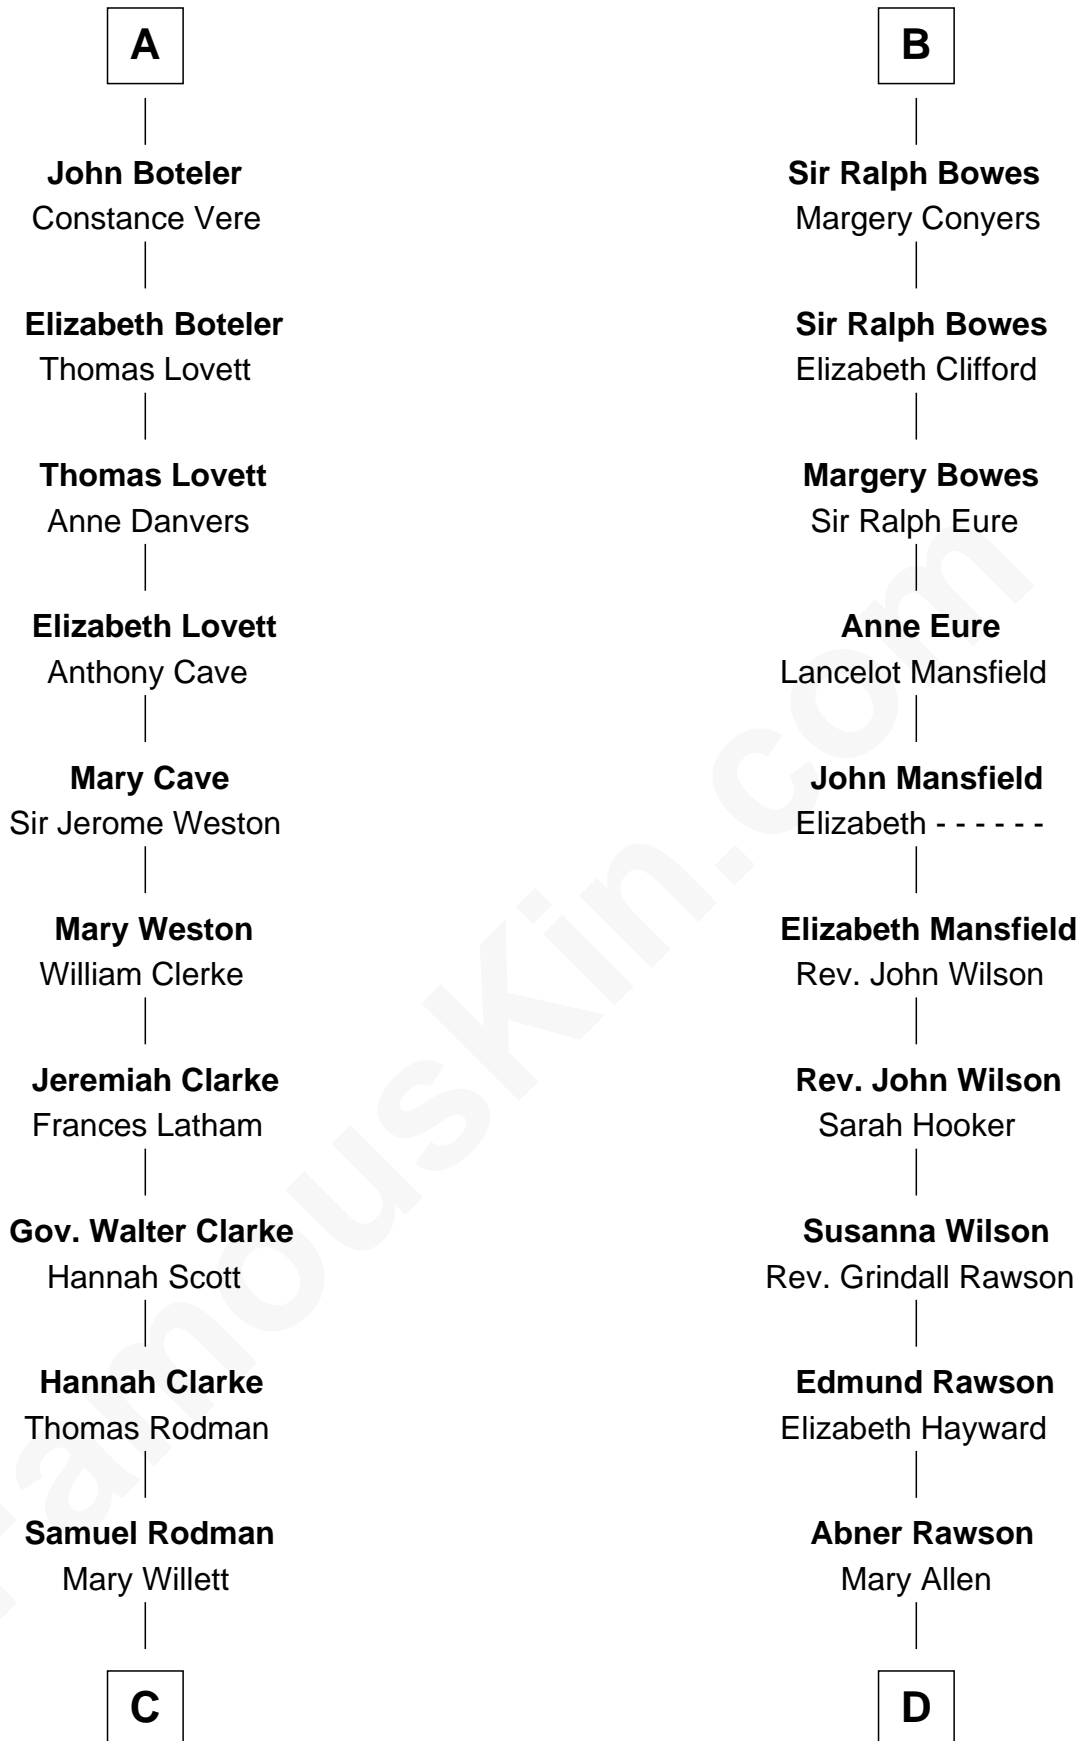 A
John Boteler
Constance Vere
Elizabeth Boteler
Thomas Lovett
Thomas Lovett
Anne Danvers
Elizabeth Lovett
Anthony Cave
Mary Cave
Sir Jerome Weston
Mary Weston
William Clerke
Jeremiah Clarke
Frances Latham
Gov. Walter Clarke
Hannah Scott
Hannah Clarke
Thomas Rodman
Samuel Rodman
Mary Willett
C
B
Sir Ralph Bowes
Margery Conyers
Sir Ralph Bowes
Elizabeth Clifford
Margery Bowes
Sir Ralph Eure
Anne Eure
Lancelot Mansfield
John Mansfield
Elizabeth - - - - - -
Elizabeth Mansfield
Rev. John Wilson
Rev. John Wilson
Sarah Hooker
Susanna Wilson
Rev. Grindall Rawson
Edmund Rawson
Elizabeth Hayward
Abner Rawson
Mary Allen
D
FamousKin.com